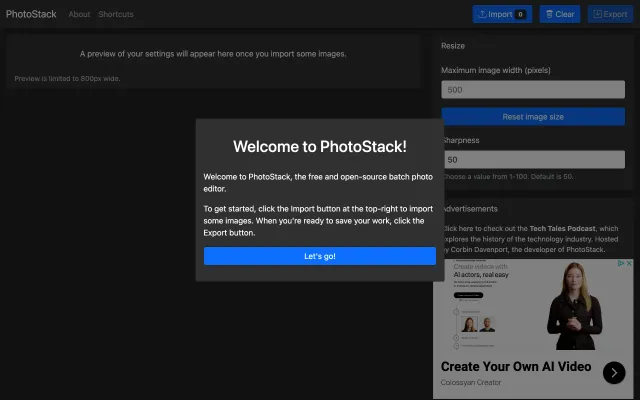 PhotoStack About Shortcuts Import 0 Clear Export
A preview of your settings will appear here once you import some images.
Preview is limited to 800px wide.
Resize
Maximum image width (pixels)
500
Reset image size
Sharpness
50
Choose a value from 1-100. Default is 50.
Welcome to PhotoStack!
Welcome to PhotoStack, the free and open-source batch photo
editor.
To get started, click the Import button at the top-right to import
some images. When you're ready to save your work, click the
Export button.
Let's go!
Advertisements
Click here to check out the Tech Tales Podcast, which
explores the history of the technology industry. Hosted
by Corbin Davenport, the developer of PhotoStack.
Create videos with
AI actors, real easy
Create Your Own AI Video
Colossyan Creator